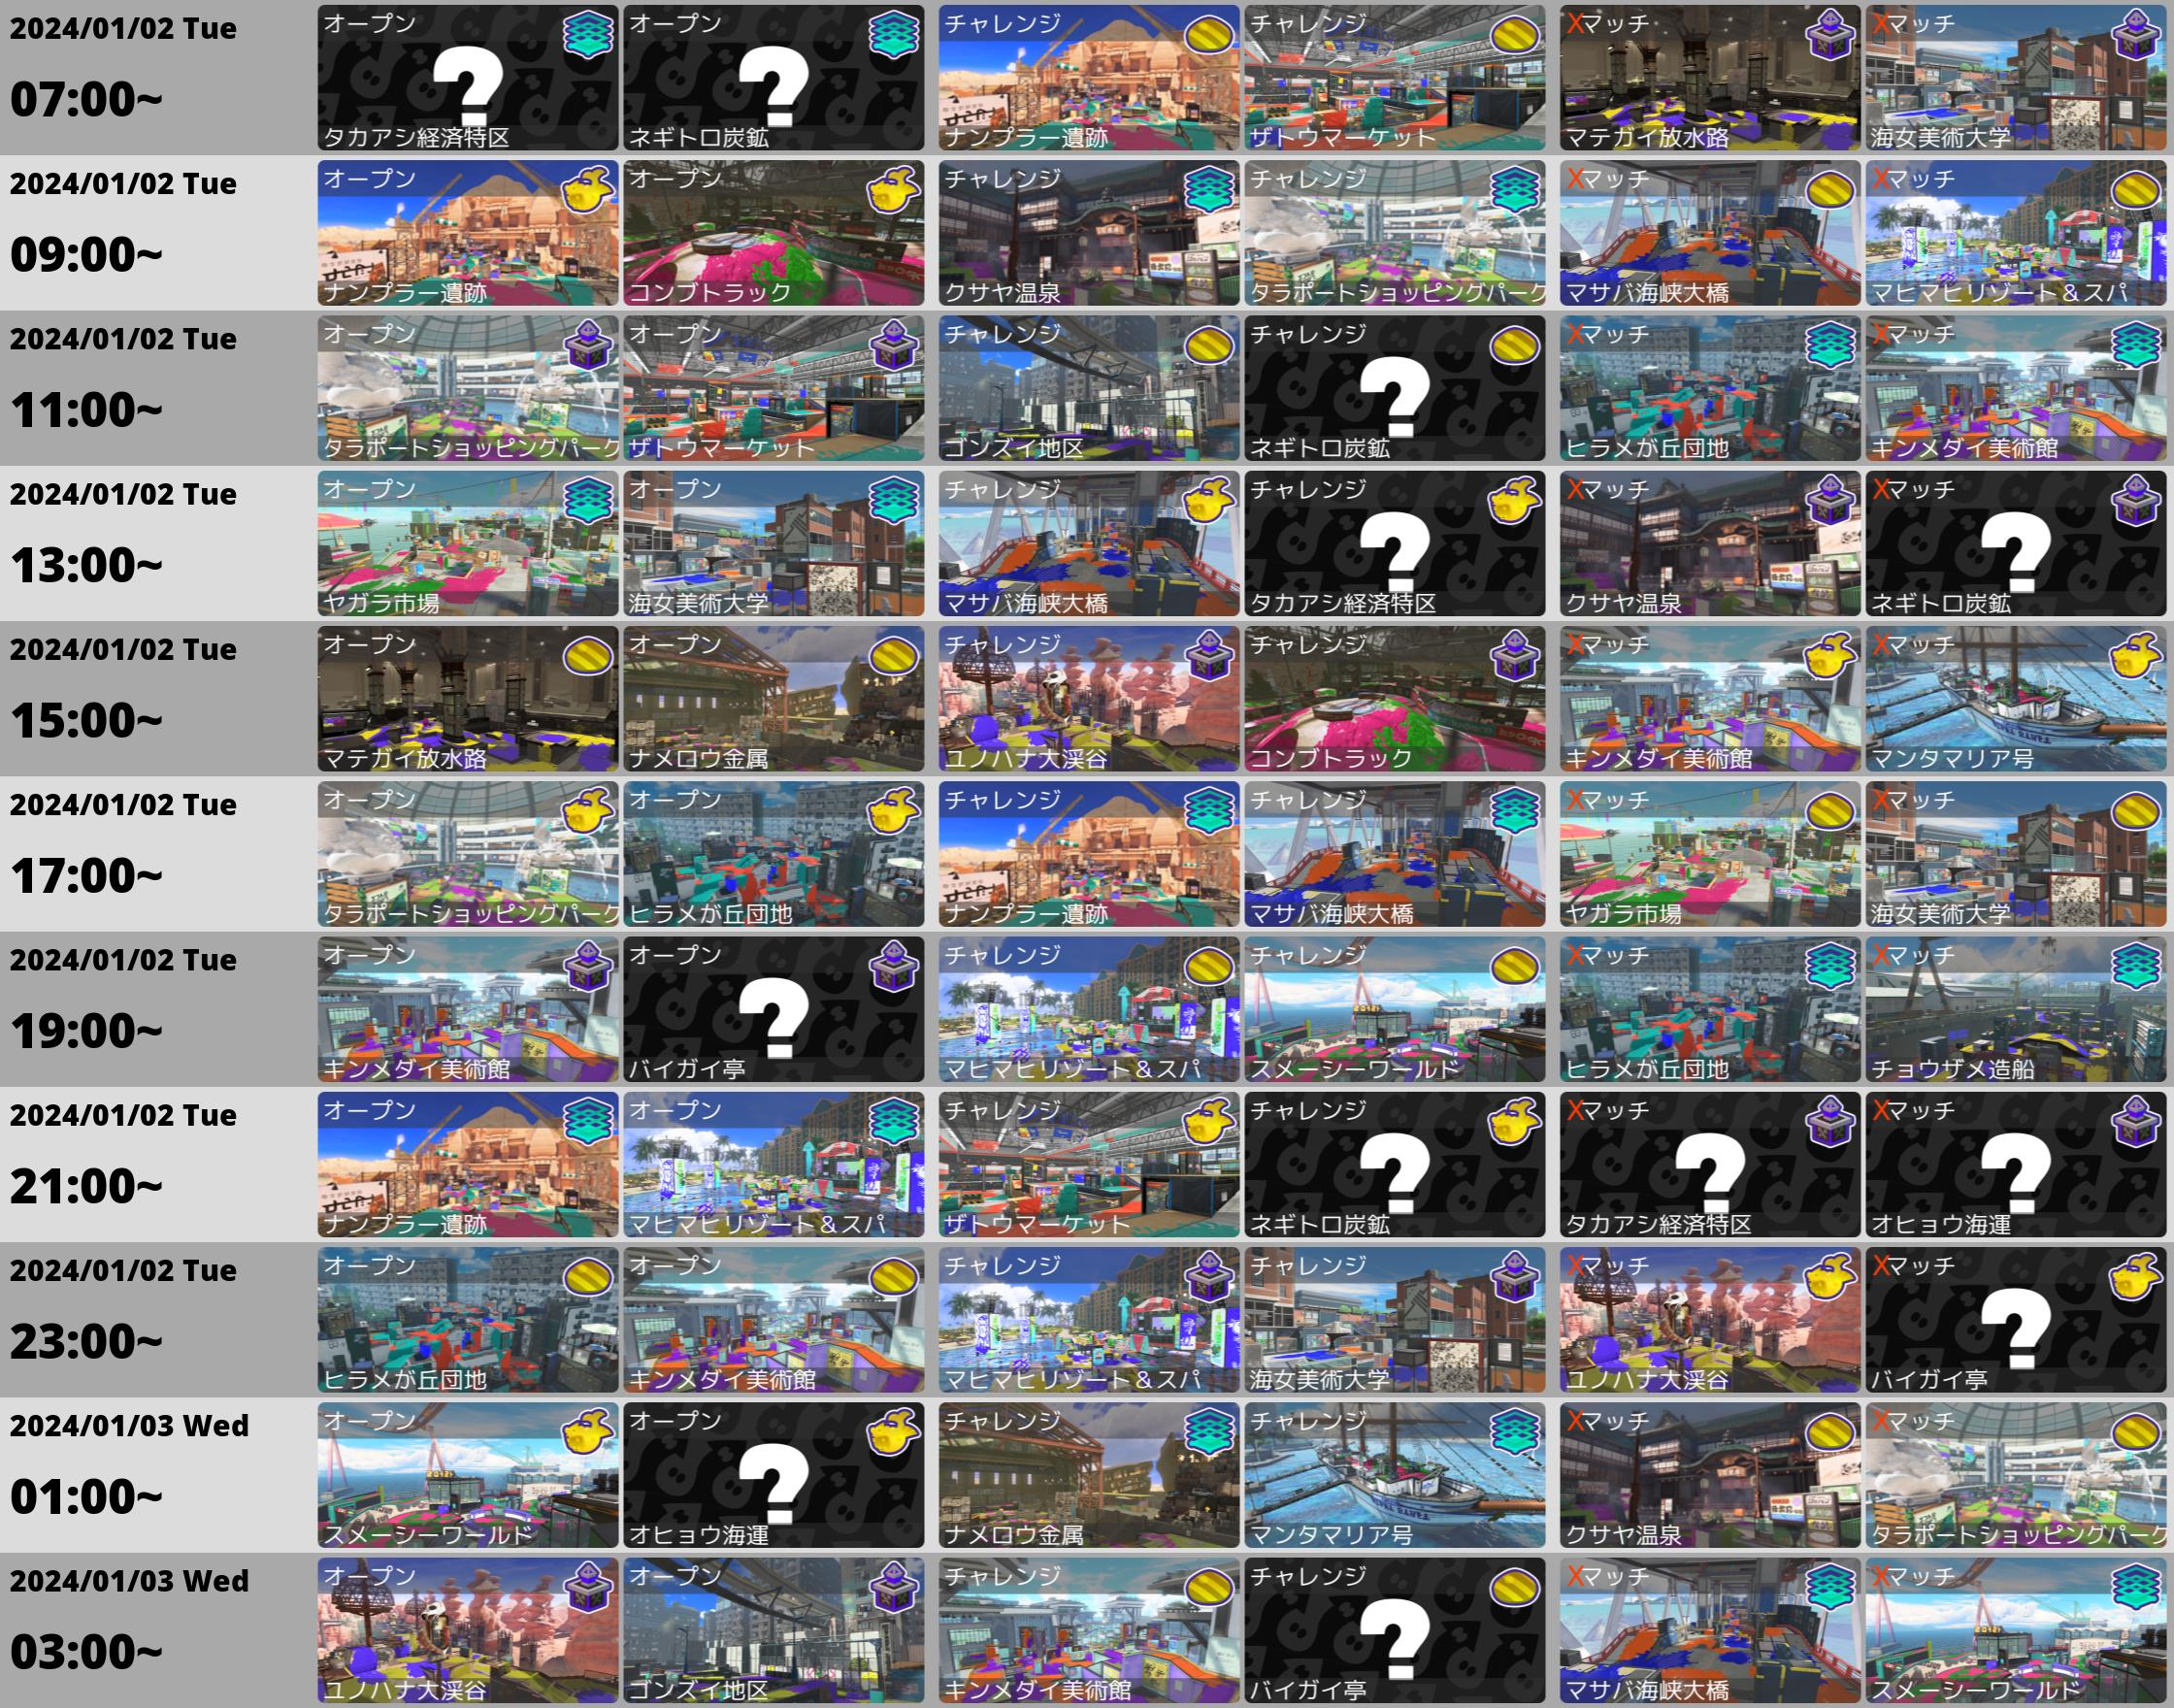 2024/01/02 Tue
07:00~
オープン
タカアシ経済特区
オープン
ネギトロ炭鉱
チャレンジ
ナンプラー遺跡
チャレンジ
ザトウマーケット
Xマッチ
マテガイ放水路
Xマッチ
海女美術大学
2024/01/02 Tue
09:00~
オープン
ナンプラー遺跡
オープン
コンブトラック
チャレンジ
クサヤ温泉
チャレンジ
タラポートショッピングパーク
Xマッチ
マサバ海峡大橋
Xマッチ
マヒマヒリゾート＆スパ
2024/01/02 Tue
11:00~
オープン
タラポートショッピングパーク
オープン
ザトウマーケット
チャレンジ
ゴンズイ地区
チャレンジ
ネギトロ炭鉱
Xマッチ
ヒラメが丘団地
Xマッチ
キンメダイ美術館
2024/01/02 Tue
13:00~
オープン
ヤガラ市場
オープン
海女美術大学
チャレンジ
マサバ海峡大橋
チャレンジ
タカアシ経済特区
Xマッチ
クサヤ温泉
Xマッチ
ネギトロ炭鉱
2024/01/02 Tue
15:00~
オープン
マテガイ放水路
オープン
ナメロウ金属
チャレンジ
ユノハナ大渓谷
チャレンジ
コンブトラック
Xマッチ
キンメダイ美術館
Xマッチ
マンタマリア号
2024/01/02 Tue
17:00~
オープン
タラポートショッピングパーク
オープン
ヒラメが丘団地
チャレンジ
ナンプラー遺跡
チャレンジ
マサバ海峡大橋
Xマッチ
ヤガラ市場
Xマッチ
海女美術大学
2024/01/02 Tue
19:00~
オープン
キンメダイ美術館
オープン
バイガイ亭
チャレンジ
マヒマヒリゾート＆スパ
チャレンジ
スメーシーワールド
Xマッチ
ヒラメが丘団地
Xマッチ
チョウザメ造船
2024/01/02 Tue
21:00~
オープン
ナンプラー遺跡
オープン
マヒマヒリゾート＆スパ
チャレンジ
ザトウマーケット
チャレンジ
ネギトロ炭鉱
Xマッチ
タカアシ経済特区
Xマッチ
オヒョウ海運
2024/01/02 Tue
23:00~
オープン
ヒラメが丘団地
オープン
キンメダイ美術館
チャレンジ
マヒマヒリゾート＆スパ
チャレンジ
海女美術大学
Xマッチ
ユノハナ大渓谷
Xマッチ
バイガイ亭
2024/01/03 Wed
01:00~
オープン
スメーシーワールド
オープン
オヒョウ海運
チャレンジ
ナメロウ金属
チャレンジ
マンタマリア号
Xマッチ
クサヤ温泉
Xマッチ
タラポートショッピングパーク
2024/01/03 Wed
03:00~
オープン
ユノハナ大渓谷
オープン
ゴンズイ地区
チャレンジ
キンメダイ美術館
チャレンジ
バイガイ亭
Xマッチ
マサバ海峡大橋
Xマッチ
スメーシーワールド